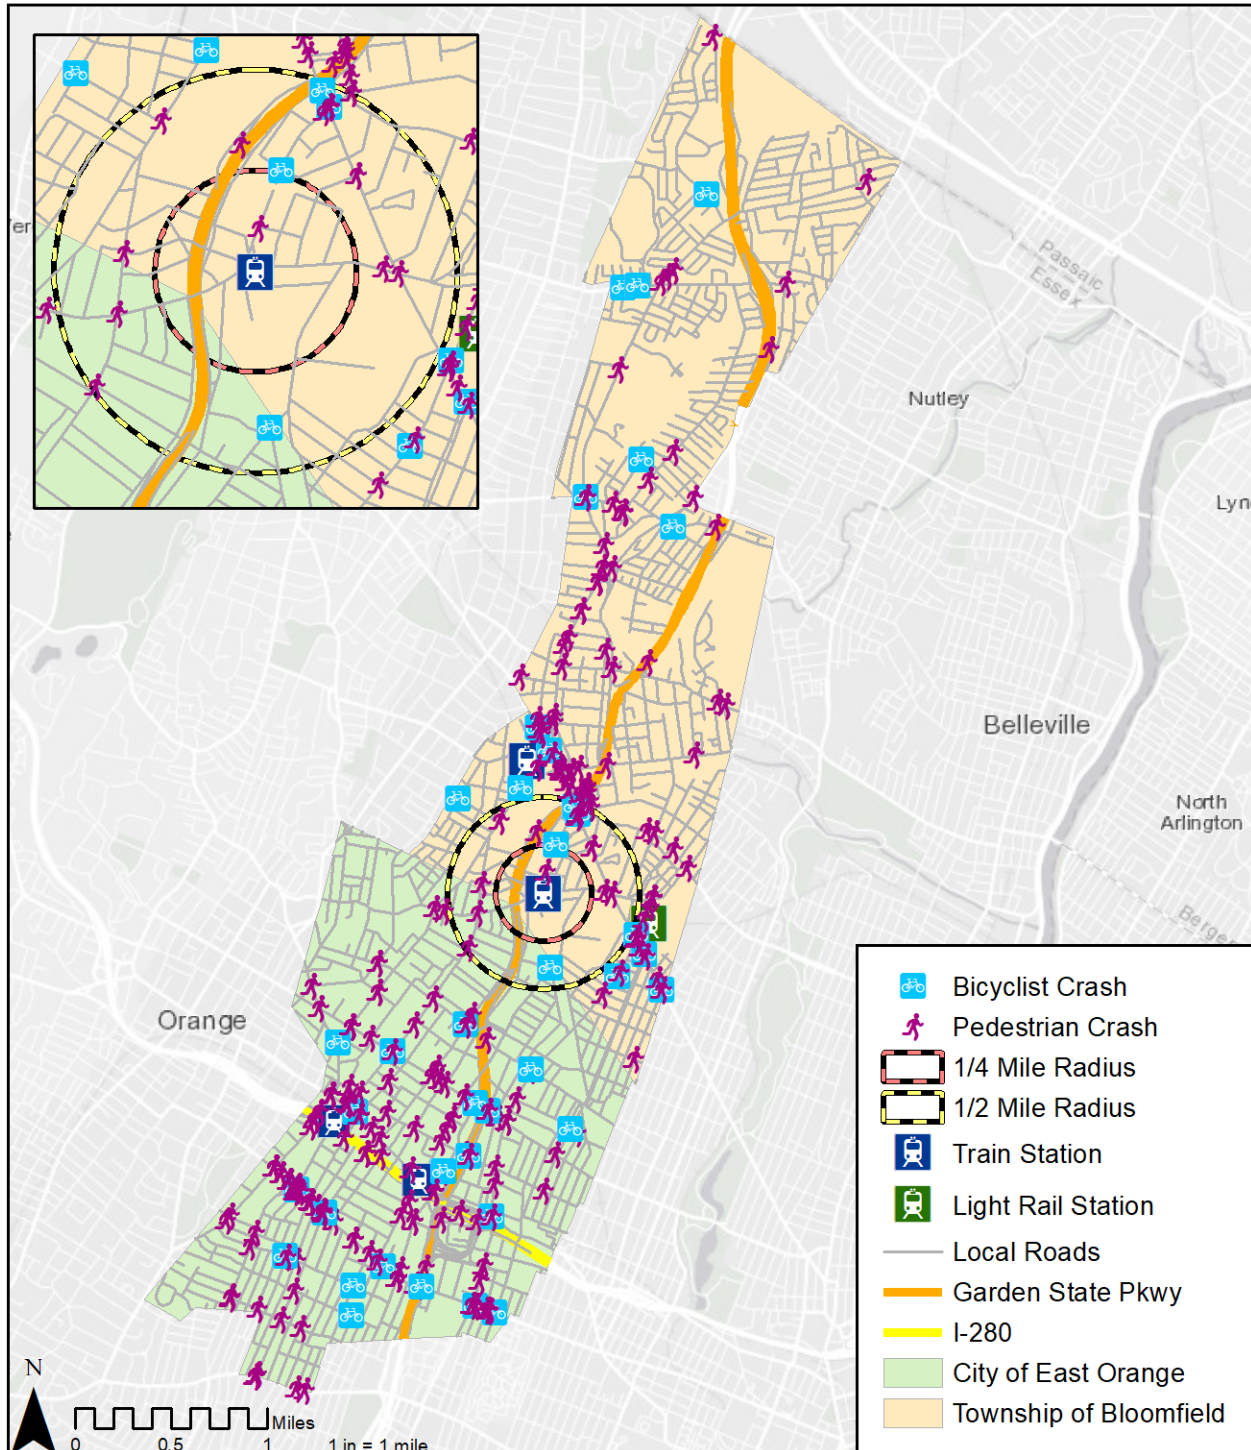 Passaic
Essex
Nutley
Belleville
North
Arlington
Orange
Bicyclist Crash
Pedestrian Crash
1/4 Mile Radius
1/2 Mile Radius
Train Station
Light Rail Station
Local Roads
Garden State Pkwy
I-280
City of East Orange
Township of Bloomfield
N
Miles
0 0.5 1
1 in = 1 mile